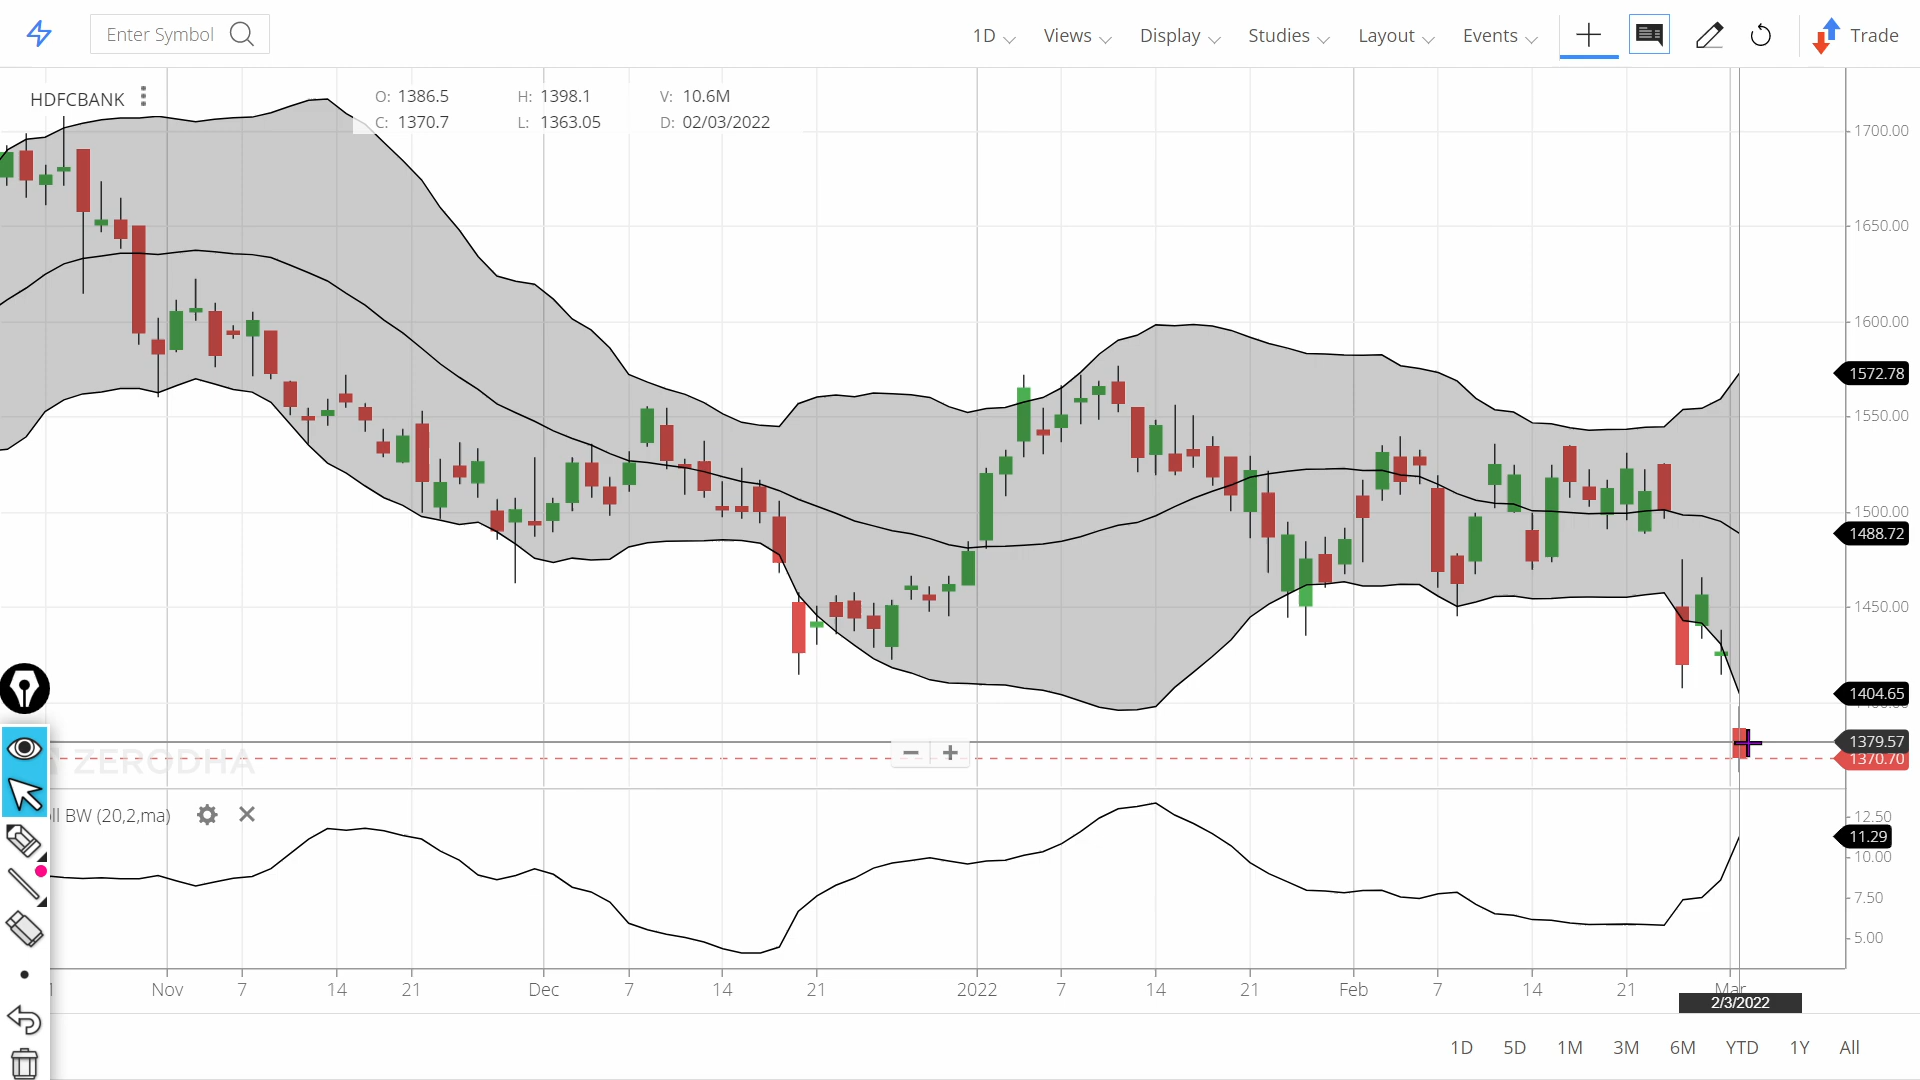 Enter Symbol
1D Views Display Studies Layout Events Trade
HDFCBANK
O: 1386.5 H: 1398.1 V: 10.6M
C: 1370.7 L: 1363.05 D: 02/03/2022
1700.00
1650.00
1600.00
1572.78
1550.00
1500.00
1488.72
1450.00
1404.65
1379.57
1370.70
ZERODHA
BW (20,2,ma)
12.50
11.29
10.00
7.50
5.00
Nov 7 14 21 Dec 7 14 21 2022 7 14 21 Feb 7 14 21 Mar
2/3/2022
1D 5D 1M 3M 6M YTD 1Y All